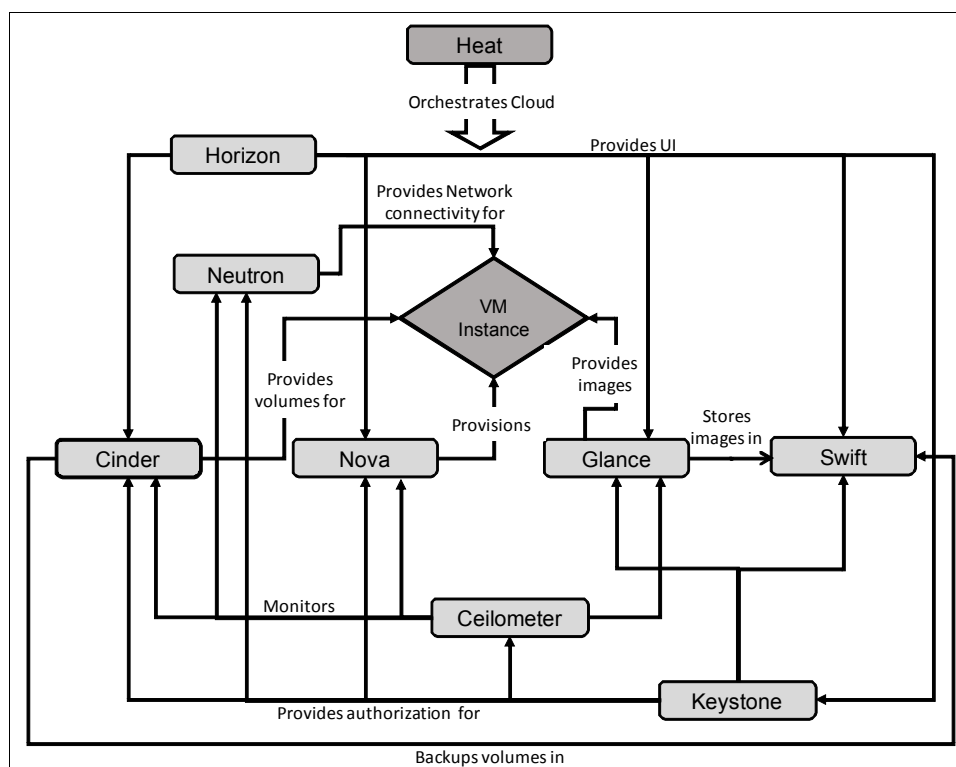 Heat
Orchestrates Cloud
Horizon
Provides UI
Provides Network
connectivity for
Neutron
VM
Instance
Provides
volumes for
Provides
images
Provisions
Stores
images in
Cinder
Nova
Glance
Swift
Monitors
Ceilometer
Keystone
Provides authorization for
Backups volumes in